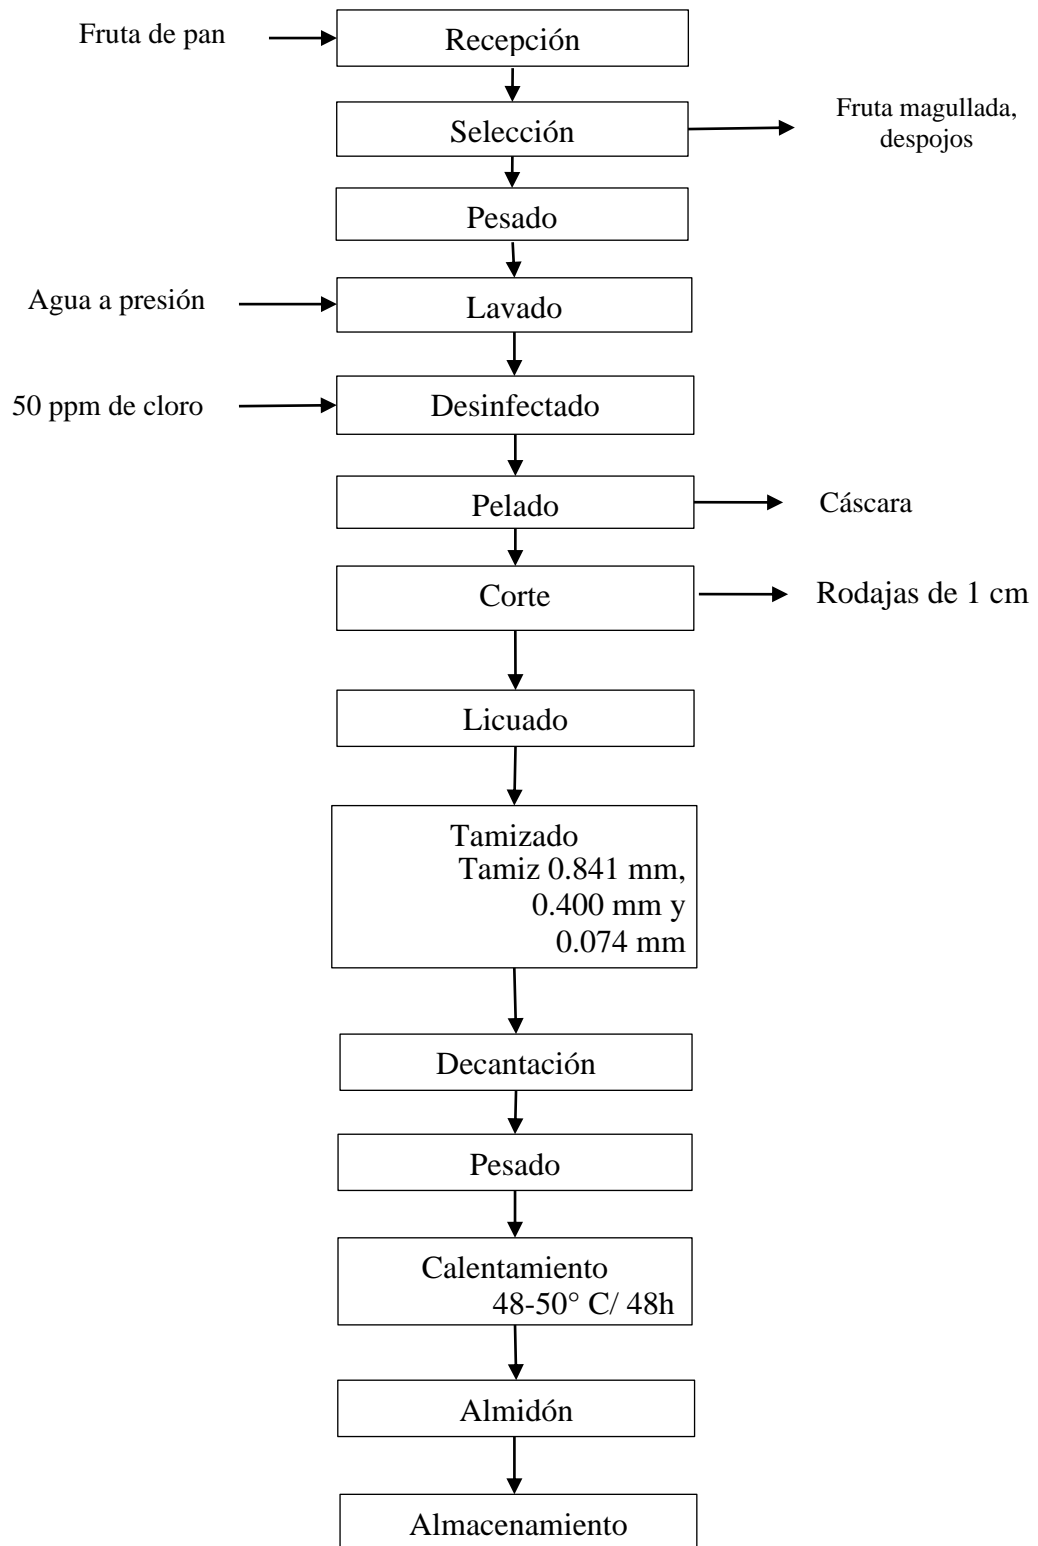 Fruta de pan
Recepción
Selección
Fruta magullada,
despojos
Pesado
Agua a presión
Lavado
50 ppm de cloro
Desinfectado
Pelado
Cáscara
Corte
Rodajas de 1 cm
Licuado
Tamizado
Tamiz 0.841 mm,
0.400 mm y
0.074 mm
Decantación
Pesado
Calentamiento
48-50° C/ 48h
Almidón
Almacenamiento